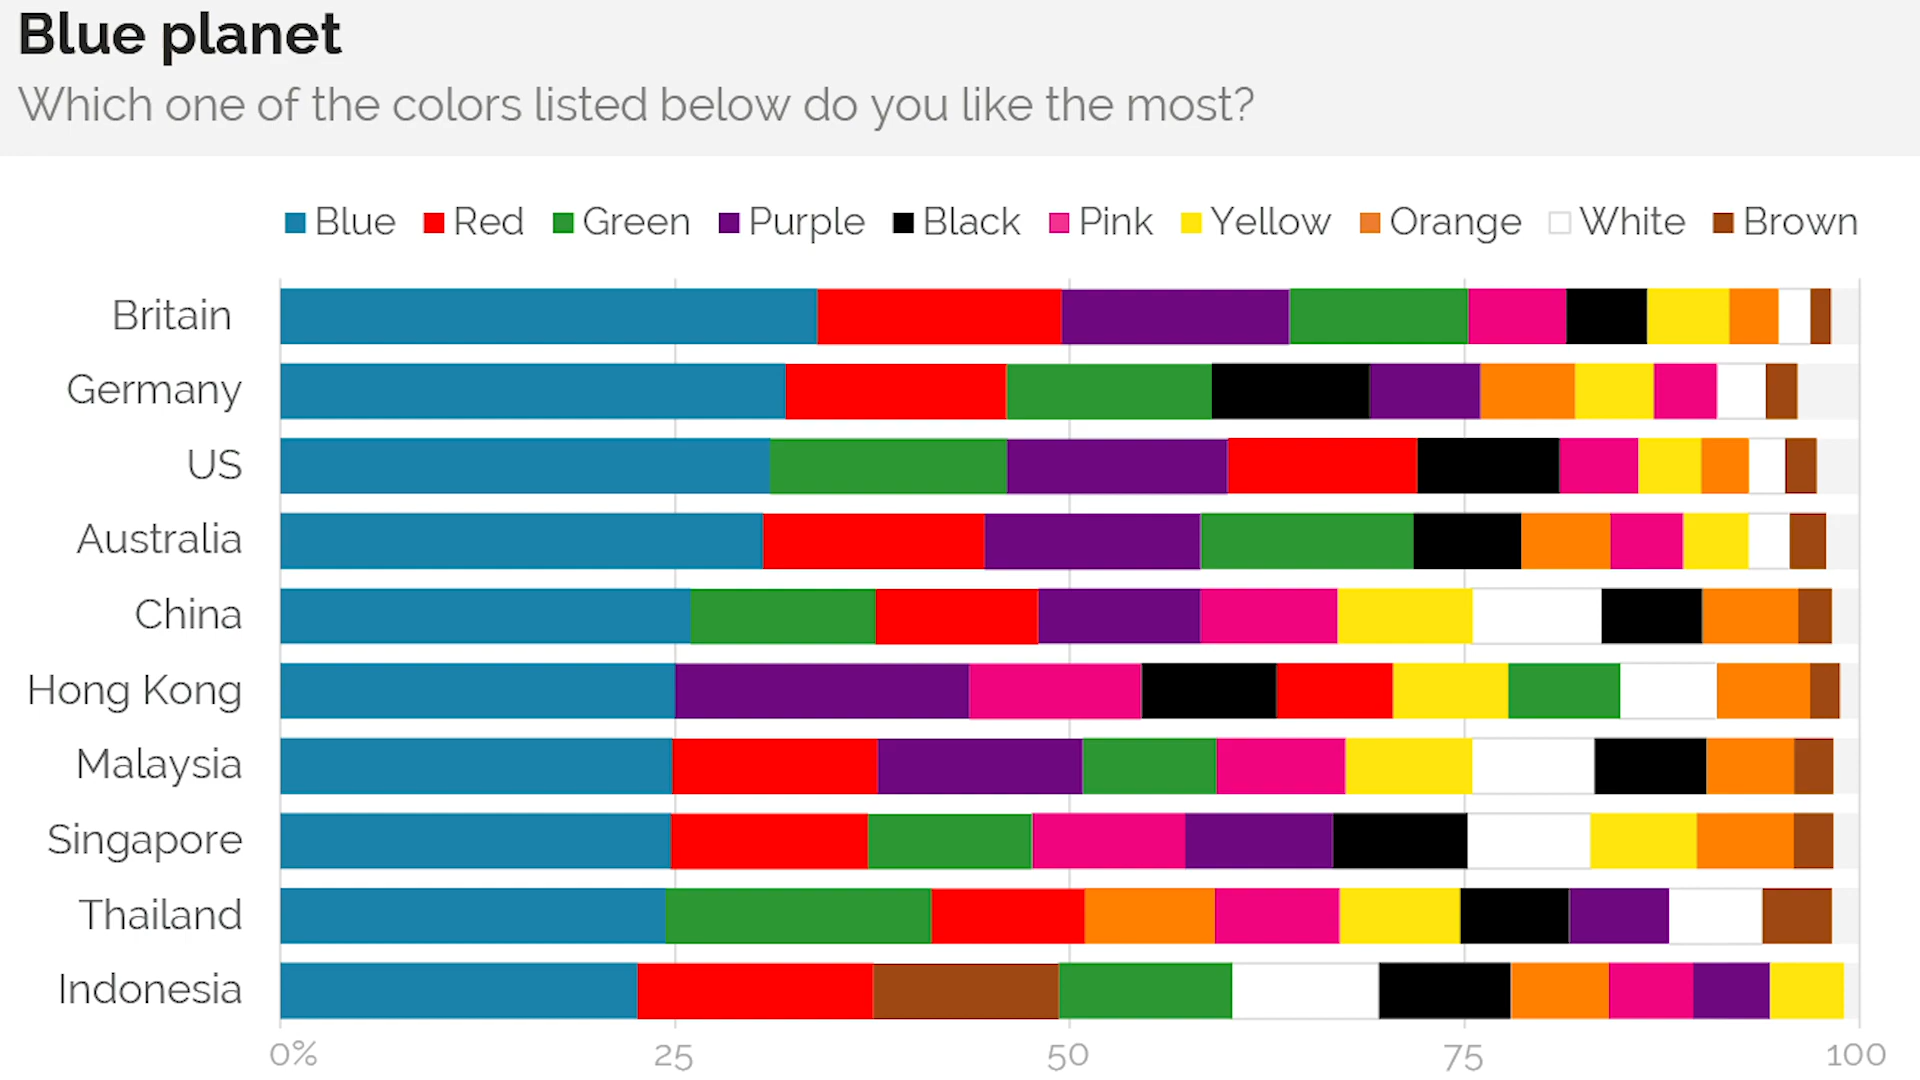 Blue planet
Which one of the colors listed below do you like the most?
Blue Red Green Purple Black Pink Yellow Orange White Brown
Britain
Germany
US
Australia
China
Hong Kong
Malaysia
Singapore
Thailand
Indonesia
0% 25 50 75 100